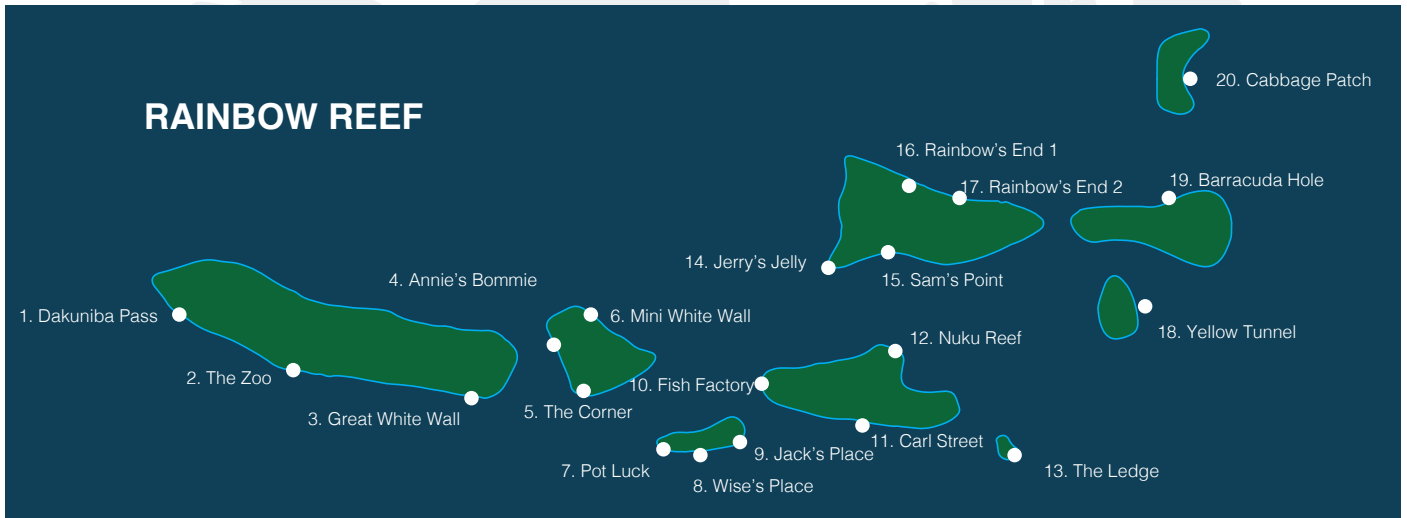 RAINBOW REEF
1. Dakuniba Pass
2. The Zoo
3. Great White Wall
4. Annie's Bommie
5. The Corner
6. Mini White Wall
7. Pot Luck
8. Wise's Place
9. Jack's Place
10. Fish Factory
11. Carl Street
12. Nuku Reef
13. The Ledge
14. Jerry's Jelly
15. Sam's Point
16. Rainbow's End 1
17. Rainbow's End 2
18. Yellow Tunnel
19. Barracuda Hole
20. Cabbage Patch